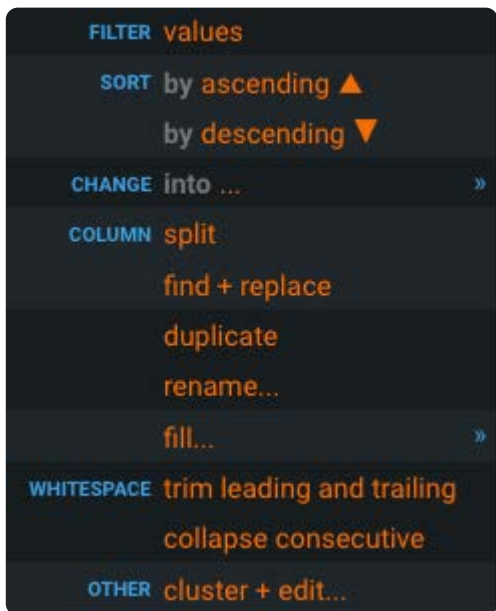 FILTER values
SORT by ascending ▲
by descending ▼
CHANGE into ... »
COLUMN split
find + replace
duplicate
rename...
fill... »
WHITESPACE trim leading and trailing
collapse consecutive
OTHER cluster + edit...